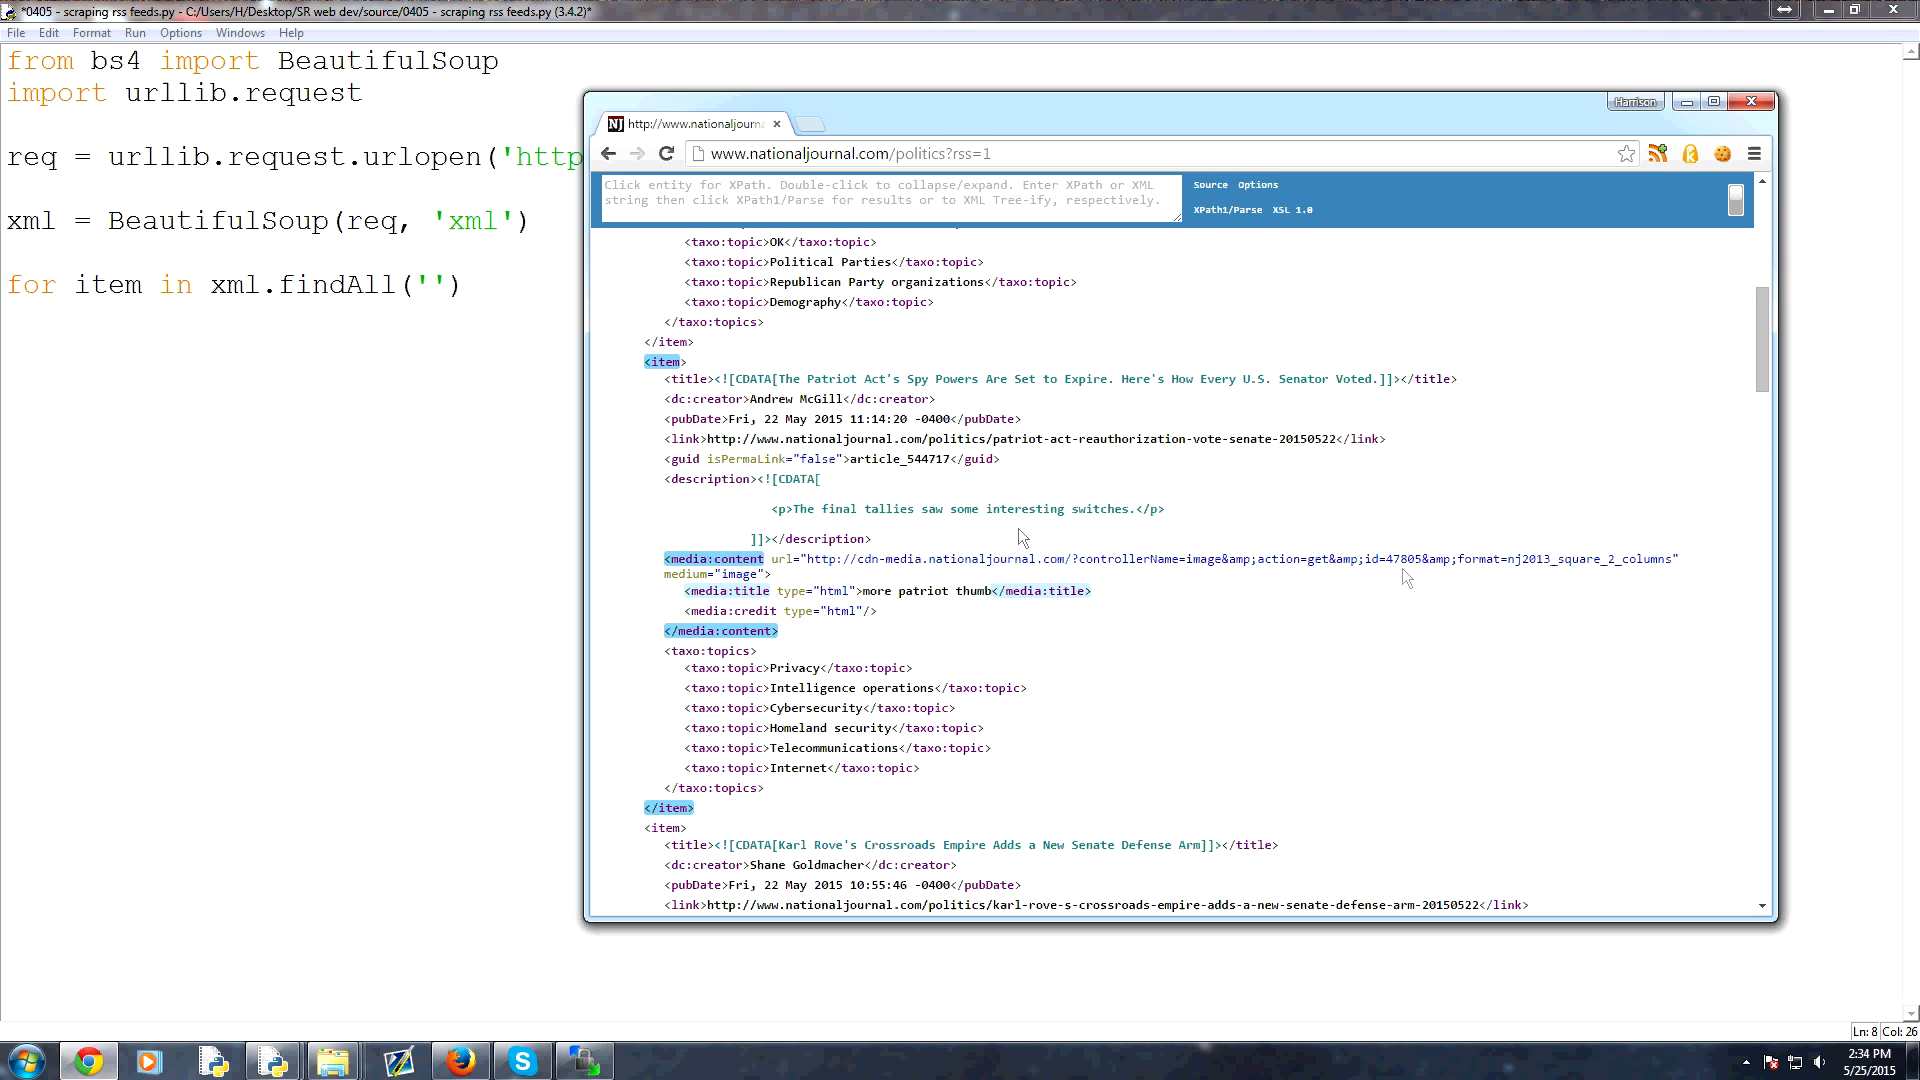 *0405 - scraping rss feeds.py - C:/Users/H/Desktop/SR web dev/source/0405 - scraping rss feeds.py (3.4.2)*
File Edit Format Run Options Windows Help
from bs4 import BeautifulSoup
import urllib.request
req = urllib.request.urlopen('http
xml = BeautifulSoup(req, 'xml')
for item in xml.findAll('')
Harrison
NJ http://www.nationaljourna
www.nationaljournal.com/politics?rss=1
Click entity for XPath. Double-click to collapse/expand. Enter XPath or XML
string then click XPath1/Parse for results or to XML Tree-ify, respectively.
Source Options
XPath1/Parse XSL 1.0
<taxo:topic>OK</taxo:topic>
<taxo:topic>Political Parties</taxo:topic>
<taxo:topic>Republican Party organizations</taxo:topic>
<taxo:topic>Demography</taxo:topic>
</taxo:topics>
</item>
<item>
<title><![CDATA[The Patriot Act's Spy Powers Are Set to Expire. Here's How Every U.S. Senator Voted.]]></title>
<dc:creator>Andrew McGill</dc:creator>
<pubDate>Fri, 22 May 2015 11:14:20 -0400</pubDate>
<link>http://www.nationaljournal.com/politics/patriot-act-reauthorization-vote-senate-20150522</link>
<guid isPermaLink="false">article_544717</guid>
<description><![CDATA[
<p>The final tallies saw some interesting switches.</p>
]]></description>
<media:content url="http://cdn-media.nationaljournal.com/?controllerName=image&amp;action=get&amp;id=47805&amp;format=nj2013_square_2_columns"
medium="image">
<media:title type="html">more patriot thumb</media:title>
<media:credit type="html"/>
</media:content>
<taxo:topics>
<taxo:topic>Privacy</taxo:topic>
<taxo:topic>Intelligence operations</taxo:topic>
<taxo:topic>Cybersecurity</taxo:topic>
<taxo:topic>Homeland security</taxo:topic>
<taxo:topic>Telecommunications</taxo:topic>
<taxo:topic>Internet</taxo:topic>
</taxo:topics>
</item>
<item>
<title><![CDATA[Karl Rove's Crossroads Empire Adds a New Senate Defense Arm]]></title>
<dc:creator>Shane Goldmacher</dc:creator>
<pubDate>Fri, 22 May 2015 10:55:46 -0400</pubDate>
<link>http://www.nationaljournal.com/politics/karl-rove-s-crossroads-empire-adds-a-new-senate-defense-arm-20150522</link>
Ln: 8 Col: 26
2:34 PM
5/25/2015